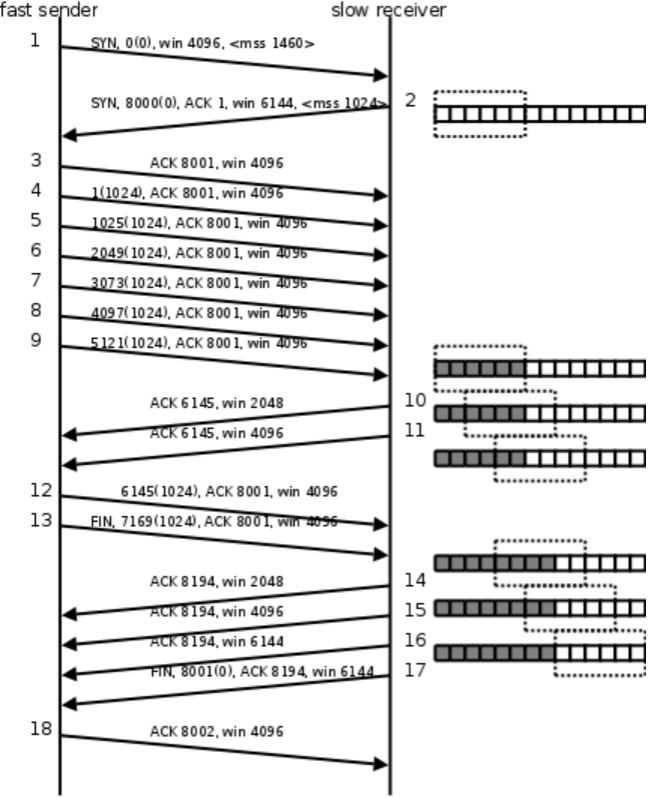 fast sender slow receiver
1 SYN, 0(0), win 4096, <mss 1460>
SYN, 8000(0), ACK 1, win 6144, <mss 1024> 2
3 ACK 8001, win 4096
4 1(1024), ACK 8001, win 4096
5 1025(1024), ACK 8001, win 4096
6 2049(1024), ACK 8001, win 4096
7 3073(1024), ACK 8001, win 4096
8 4097(1024), ACK 8001, win 4096
9 5121(1024), ACK 8001, win 4096
ACK 6145, win 2048 10
ACK 6145, win 4096 11
12 6145(1024), ACK 8001, win 4096
13 FIN, 7169(1024), ACK 8001, win 4096
ACK 8194, win 2048 14
ACK 8194, win 4096 15
ACK 8194, win 6144 16
FIN, 8001(0), ACK 8194, win 6144 17
18 ACK 8002, win 4096